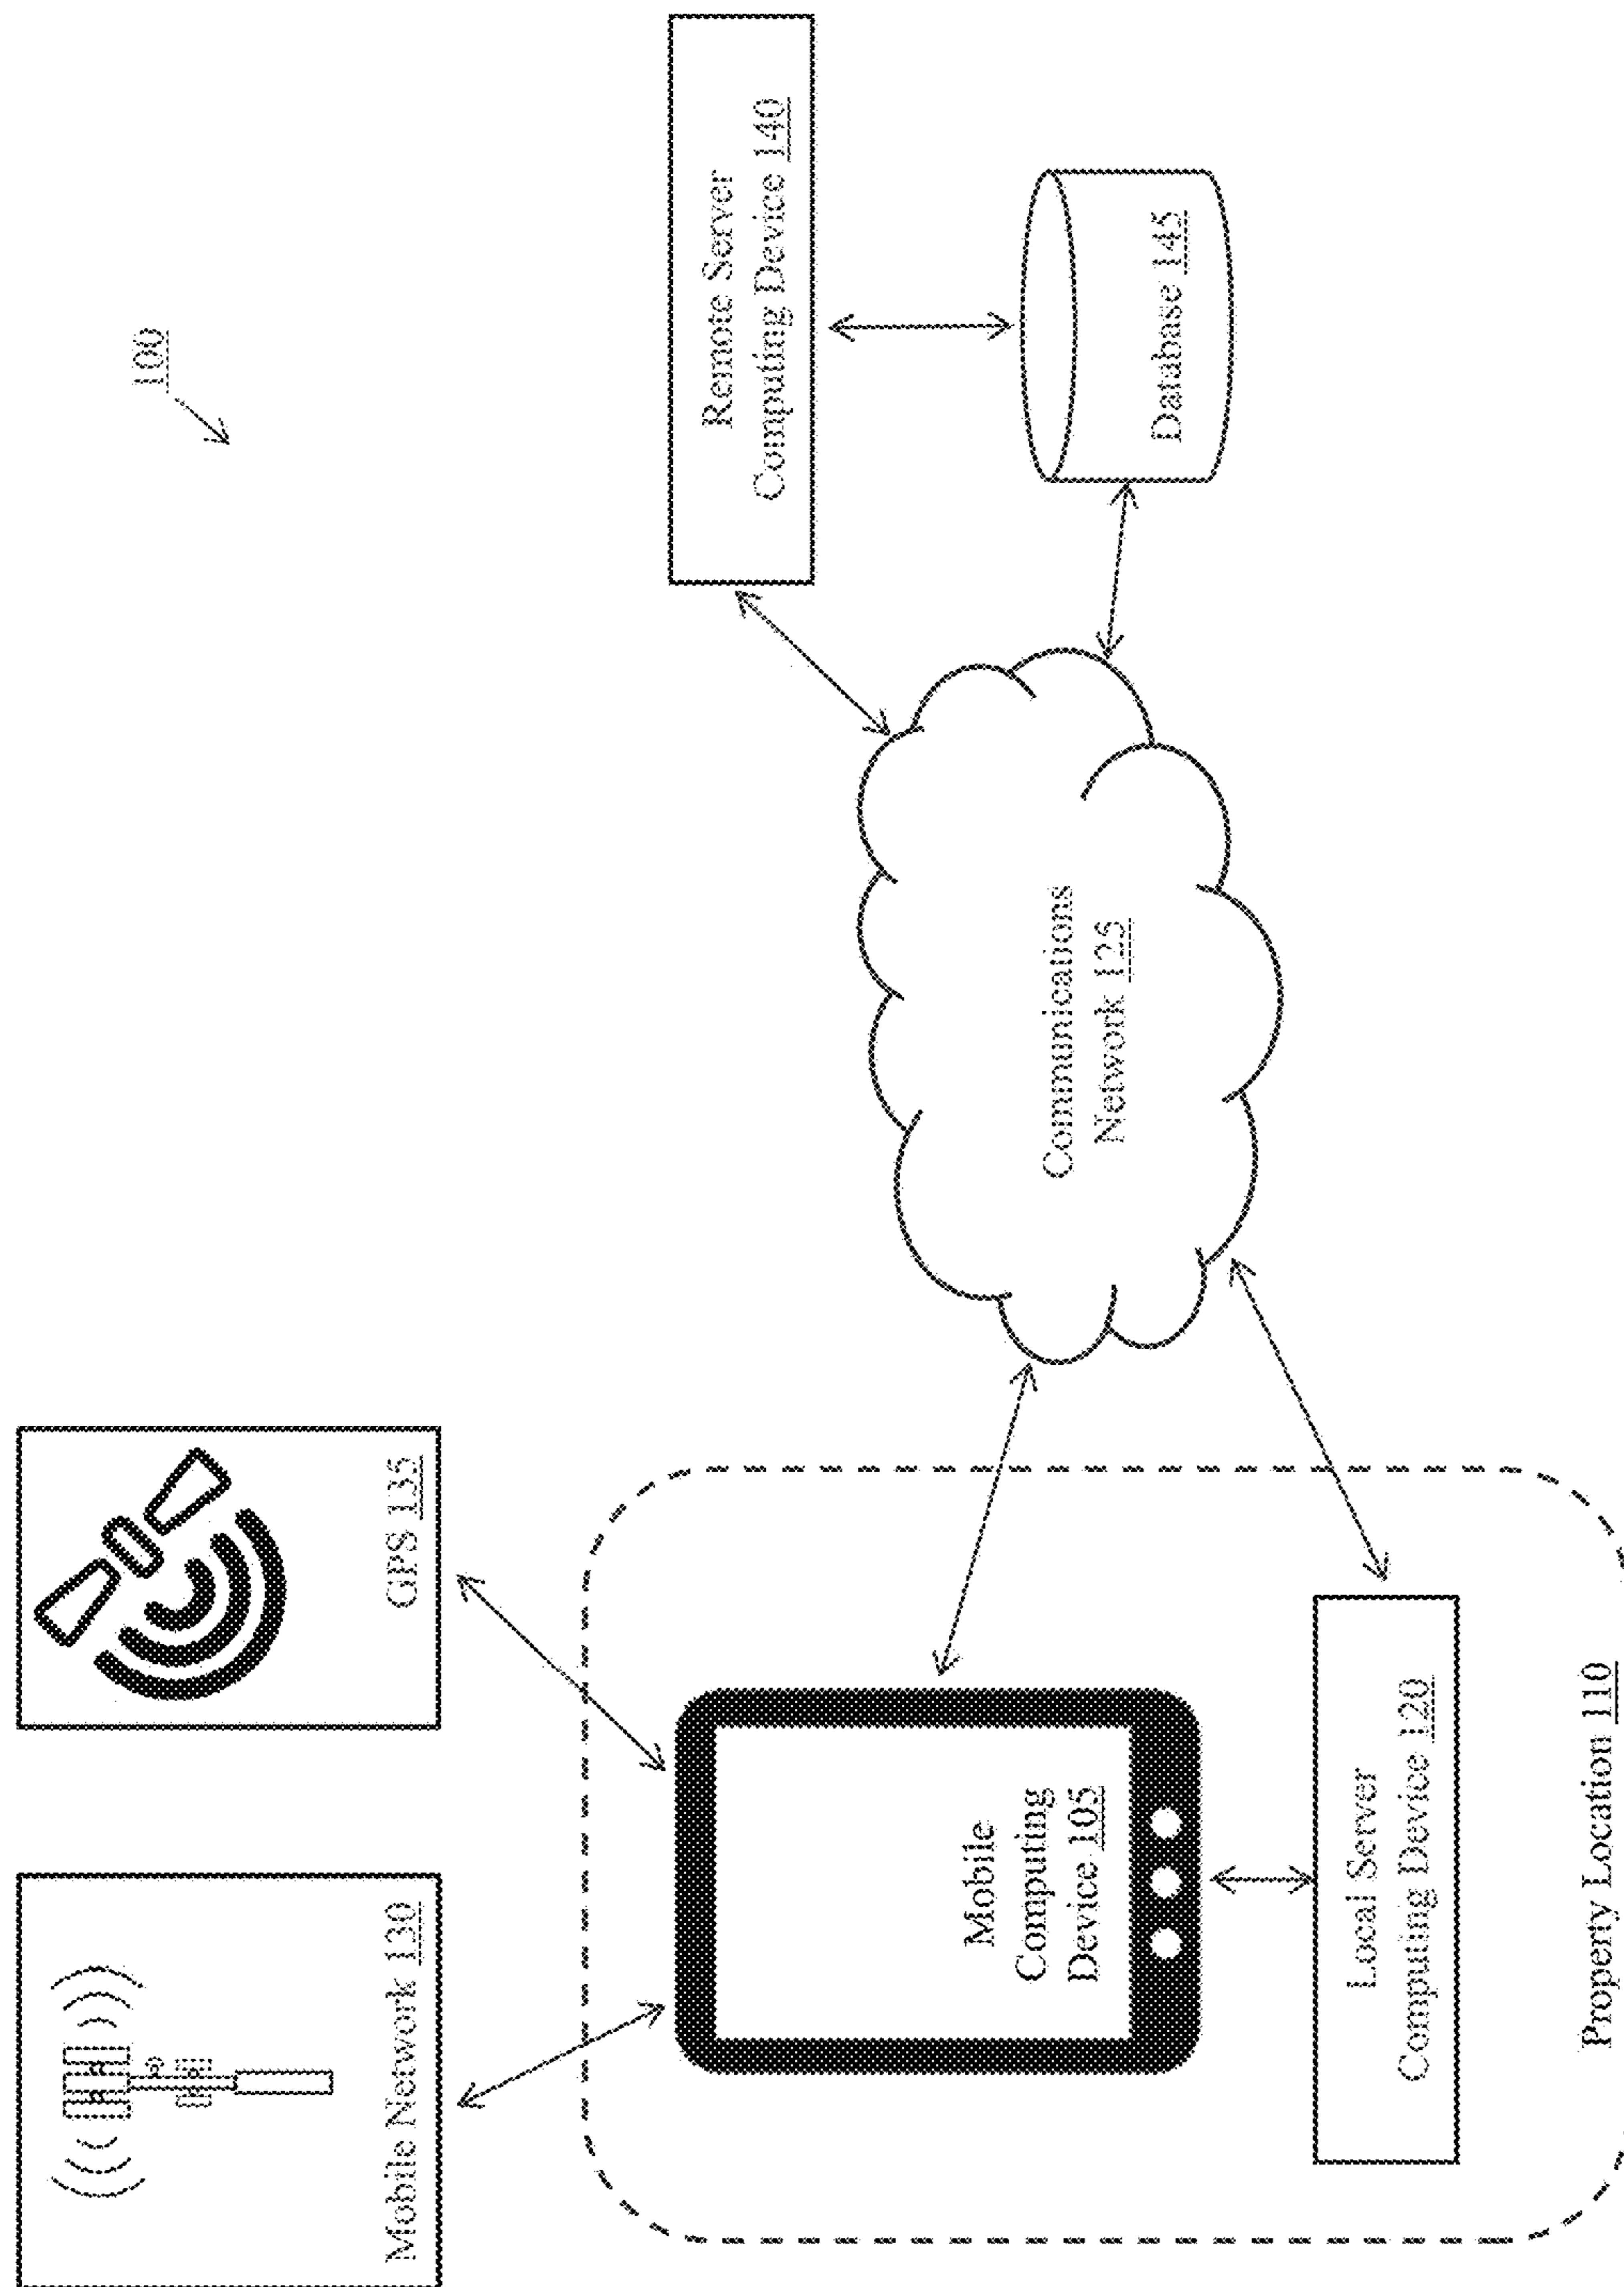 100
Mobile Network 130
GPS 135
Remote Server
Computing Device 140
Database 145
Communications
Network 125
Mobile
Computing
Device 105
Local Server
Computing Device 120
Property Location 110